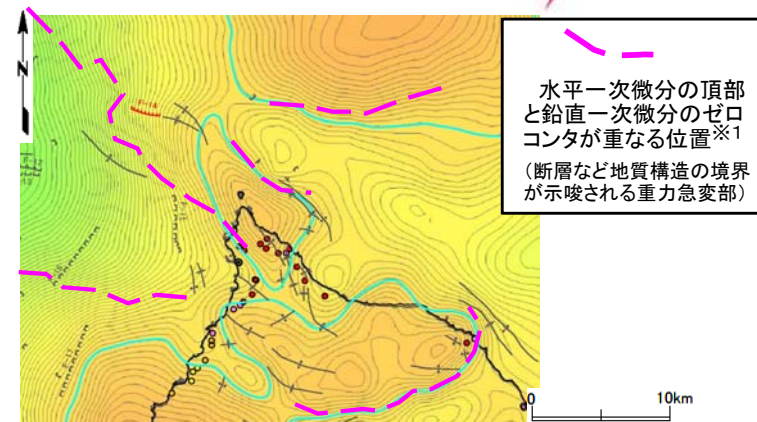 N
F-14
水平一次微分の頂部
と鉛直一次微分のゼロ
コンタが重なる位置※1
(断層など地質構造の境界
が示唆される重力急変部)
0 10km